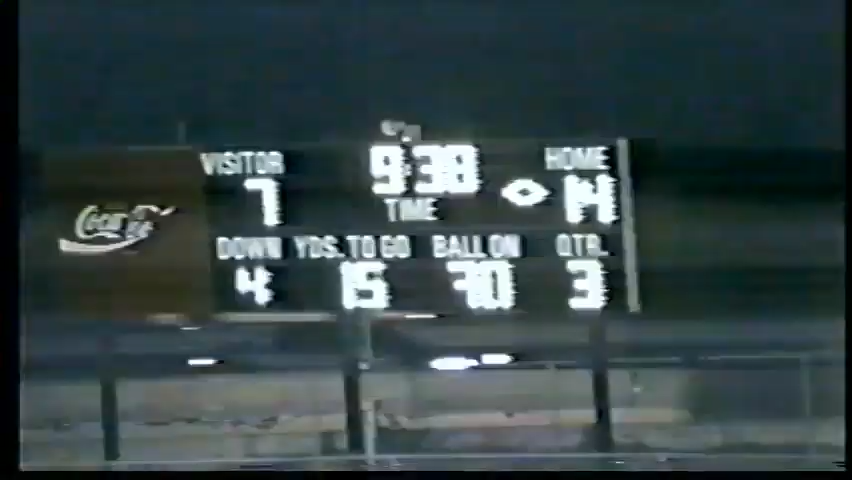 VISITOR 9:38 HOME
7 TIME 14
DOWN YDS. TO GO BALL ON QTR.
4 15 30 3
Coca-Cola